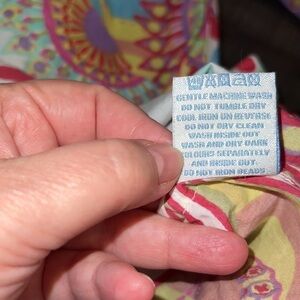 GENTLE MACHINE WASH
DO NOT TUMBLE DRY
COOL IRON ON REVERSE
DO NOT DRY CLEAN
WASH INSIDE OUT
WASH AND DRY DARK
COLOURS SEPARATELY
AND INSIDE OUT.
DO NOT IRON BEADS